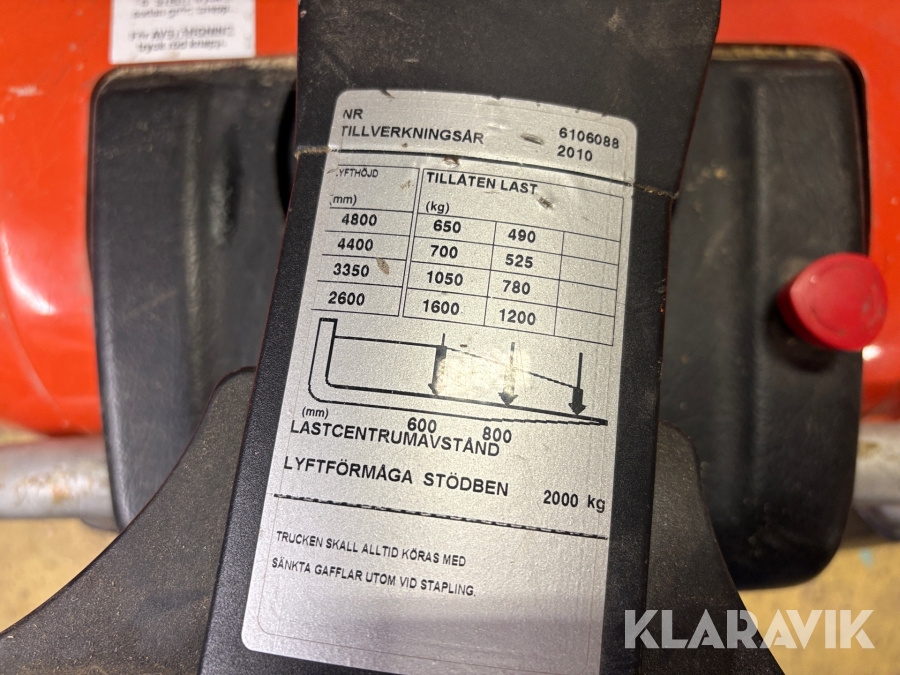 TILLVERKNINGSÅR
NR 6106088
2010
LYFTHÖJD TILLÅTEN LAST
(mm) (kg)
4800 650 490
4400 700 525
3350 1050 780
2600 1600 1200
(mm) 600 800
LASTCENTRUMAVSTÅND
LYFTFÖRMÅGA STÖDBEN 2000 kg
TRUCKEN SKALL ALLTID KÖRAS MED
SÄNKTA GAFFLAR UTOM VID STAPLING.
KLARAVIK